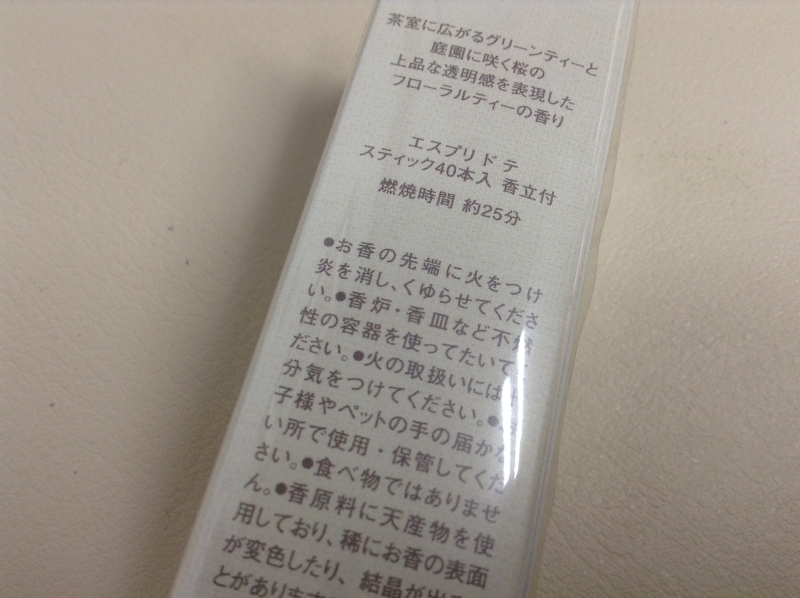 茶室に広がるグリーンティーと
庭園に咲く桜の
上品な透明感を表現した
フローラルティーの香り
エスプリ ド テ
スティック40本入 香立付
燃焼時間 約25分
●お香の先端に火をつけ
炎を消し、くゆらせてくださ
い。●香炉・香皿など不燃
性の容器を使ってたいて
ださい。●火の取扱いには
分気をつけてください。●
子様やペットの手の届かな
い所で使用・保管してくだ
さい。●食べ物ではありませ
ん。●香原料に天産物を使
用しており、稀にお香の表面
が変色したり、結晶が出
とがあります